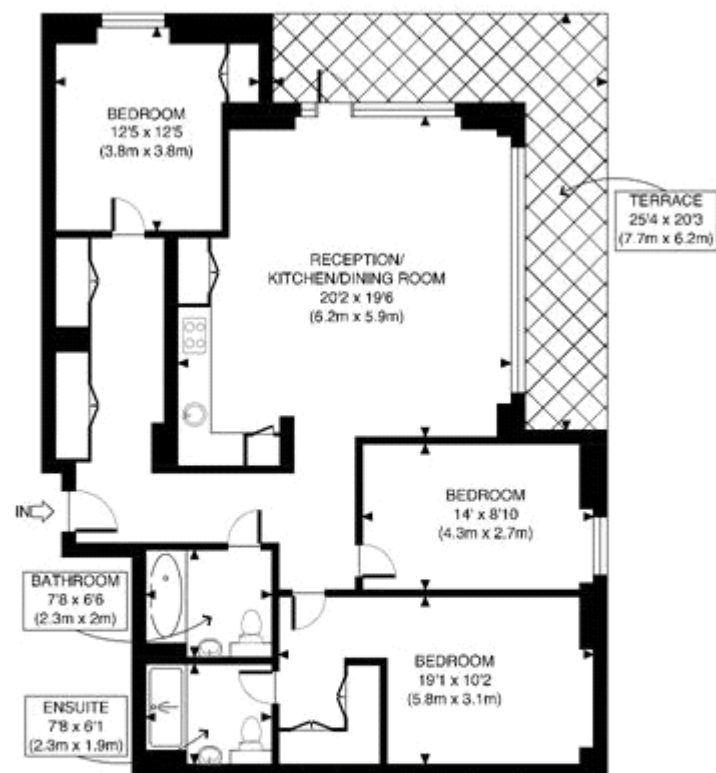 BEDROOM
12'5 x 12'5
(3.8m x 3.8m)
TERRACE
25'4 x 20'3
(7.7m x 6.2m)
RECEPTION/
KITCHEN/DINING ROOM
20'2 x 19'6
(6.2m x 5.9m)
BEDROOM
14' x 8'10
(4.3m x 2.7m)
IN
BATHROOM
7'8 x 6'6
(2.3m x 2m)
BEDROOM
19'1 x 10'2
(5.8m x 3.1m)
ENSUITE
7'8 x 6'1
(2.3m x 1.9m)